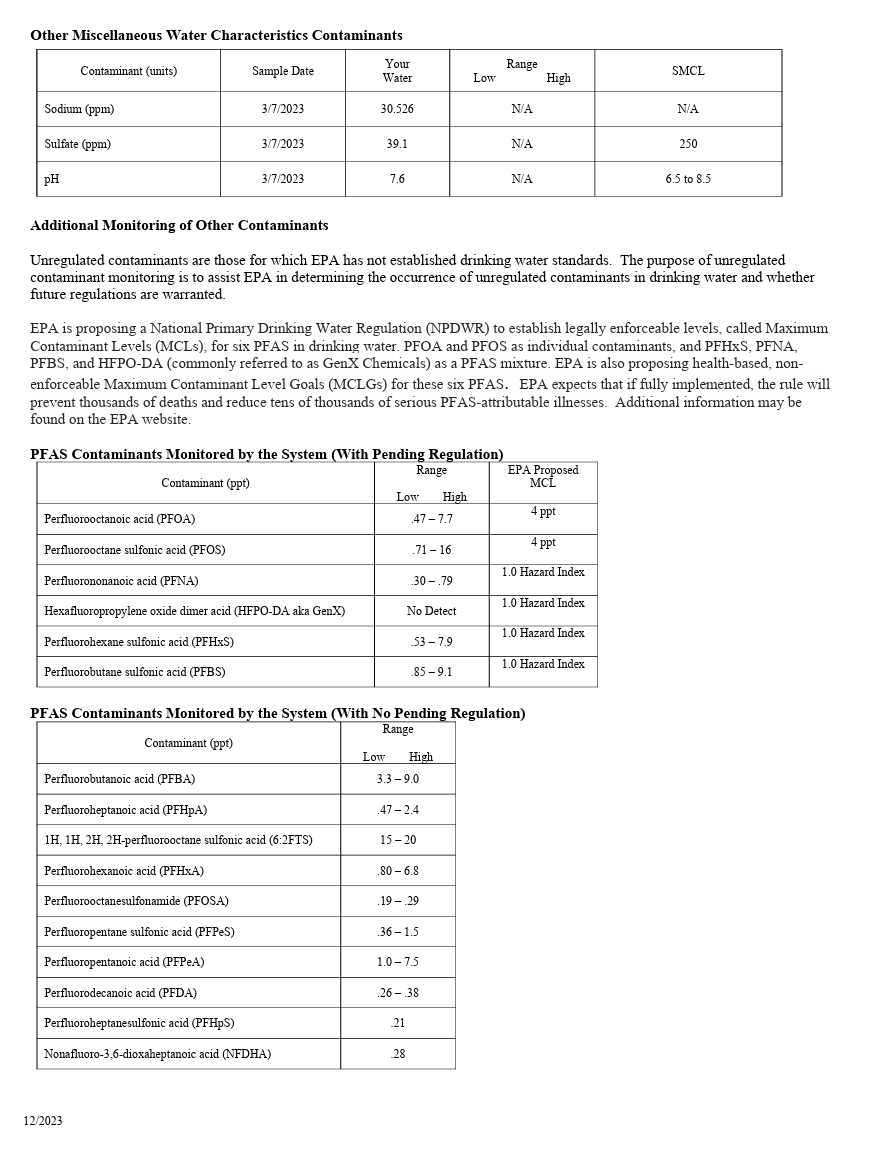 Other Miscellaneous Water Characteristics Contaminants
Contaminant (units) Sample Date Your Water Range Low High SMCL
Sodium (ppm) 3/7/2023 30.526 N/A N/A
Sulfate (ppm) 3/7/2023 39.1 N/A 250
pH 3/7/2023 7.6 N/A 6.5 to 8.5
Additional Monitoring of Other Contaminants
Unregulated contaminants are those for which EPA has not established drinking water standards.  The purpose of unregulated
contaminant monitoring is to assist EPA in determining the occurrence of unregulated contaminants in drinking water and whether
future regulations are warranted.
EPA is proposing a National Primary Drinking Water Regulation (NPDWR) to establish legally enforceable levels, called Maximum
Contaminant Levels (MCLs), for six PFAS in drinking water. PFOA and PFOS as individual contaminants, and PFHxS, PFNA,
PFBS, and HFPO-DA (commonly referred to as GenX Chemicals) as a PFAS mixture. EPA is also proposing health-based, non-
enforceable Maximum Contaminant Level Goals (MCLGs) for these six PFAS.  EPA expects that if fully implemented, the rule will
prevent thousands of deaths and reduce tens of thousands of serious PFAS-attributable illnesses.  Additional information may be
found on the EPA website.
PFAS Contaminants Monitored by the System (With Pending Regulation)
Contaminant (ppt) Range Low High EPA Proposed MCL
Perfluorooctanoic acid (PFOA) .47 – 7.7 4 ppt
Perfluorooctane sulfonic acid (PFOS) .71 – 16 4 ppt
Perfluorononanoic acid (PFNA) .30 – .79 1.0 Hazard Index
Hexafluoropropylene oxide dimer acid (HFPO-DA aka GenX) No Detect 1.0 Hazard Index
Perfluorohexane sulfonic acid (PFHxS) .53 – 7.9 1.0 Hazard Index
Perfluorobutane sulfonic acid (PFBS) .85 – 9.1 1.0 Hazard Index
PFAS Contaminants Monitored by the System (With No Pending Regulation)
Contaminant (ppt) Range Low High
Perfluorobutanoic acid (PFBA) 3.3 – 9.0
Perfluoroheptanoic acid (PFHpA) .47 – 2.4
1H, 1H, 2H, 2H-perfluorooctane sulfonic acid (6:2FTS) 15 – 20
Perfluorohexanoic acid (PFHxA) .80 – 6.8
Perfluorooctanesulfonamide (PFOSA) .19 – .29
Perfluoropentane sulfonic acid (PFPeS) .36 – 1.5
Perfluoropentanoic acid (PFPeA) 1.0 – 7.5
Perfluorodecanoic acid (PFDA) .26 – .38
Perfluoroheptanesulfonic acid (PFHpS) .21
Nonafluoro-3,6-dioxaheptanoic acid (NFDHA) .28
12/2023